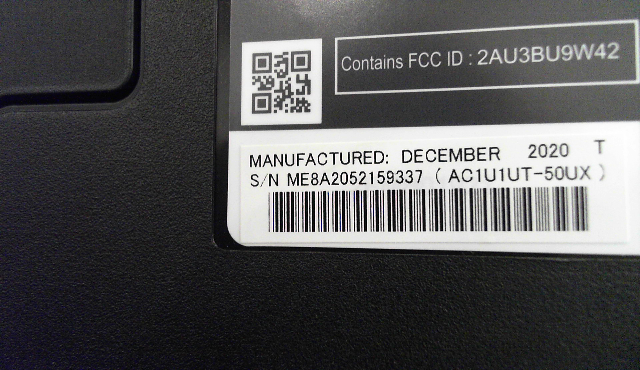 Contains FCC ID : 2AU3BU9W42
MANUFACTURED: DECEMBER 2020 T
S/N ME8A2052159337 ( AC1U1UT-50UX )